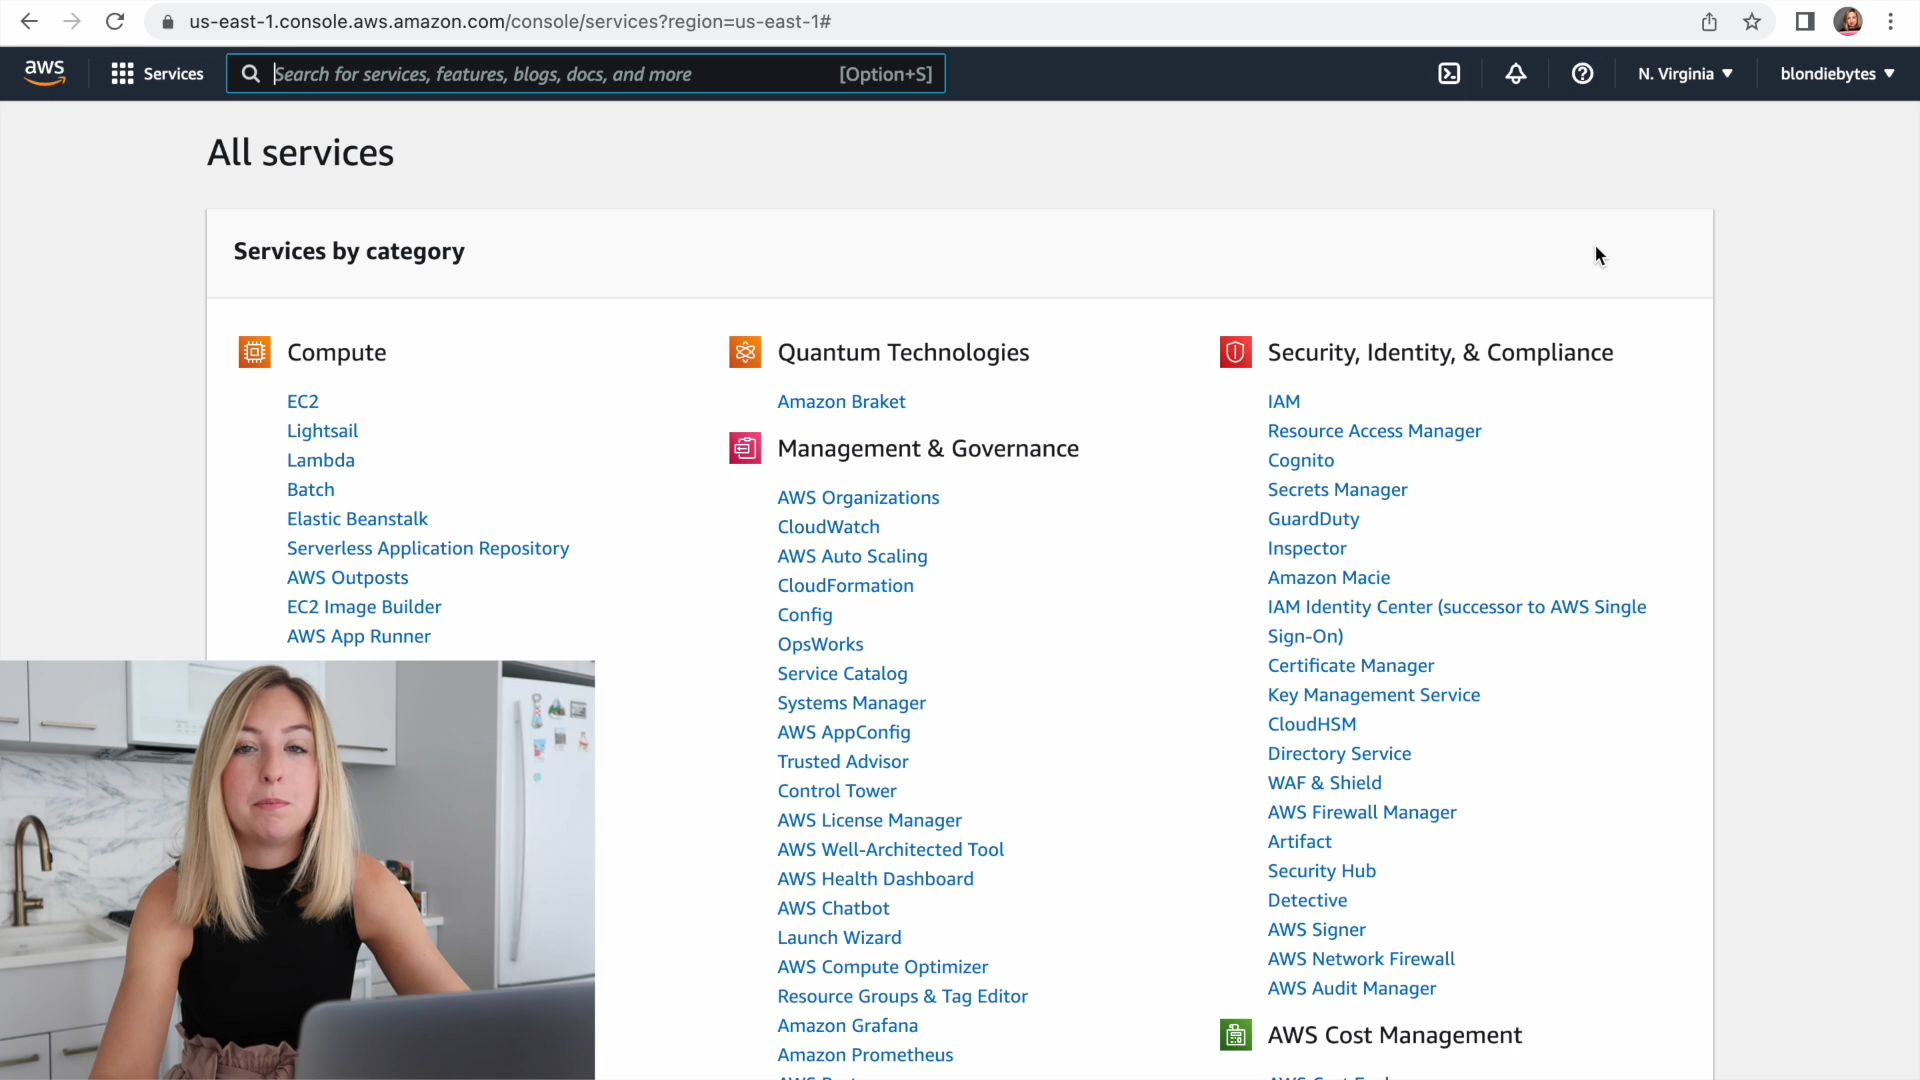 us-east-1.console.aws.amazon.com/console/services?region=us-east-1#
aws
Services
Search for services, features, blogs, docs, and more
[Option+S]
N. Virginia
blondiebytes
All services
Services by category
Compute
EC2
Lightsail
Lambda
Batch
Elastic Beanstalk
Serverless Application Repository
AWS Outposts
EC2 Image Builder
AWS App Runner
Quantum Technologies
Amazon Braket
Management & Governance
AWS Organizations
CloudWatch
AWS Auto Scaling
CloudFormation
Config
OpsWorks
Service Catalog
Systems Manager
AWS AppConfig
Trusted Advisor
Control Tower
AWS License Manager
AWS Well-Architected Tool
AWS Health Dashboard
AWS Chatbot
Launch Wizard
AWS Compute Optimizer
Resource Groups & Tag Editor
Amazon Grafana
Amazon Prometheus
Security, Identity, & Compliance
IAM
Resource Access Manager
Cognito
Secrets Manager
GuardDuty
Inspector
Amazon Macie
IAM Identity Center (successor to AWS Single
Sign-On)
Certificate Manager
Key Management Service
CloudHSM
Directory Service
WAF & Shield
AWS Firewall Manager
Artifact
Security Hub
Detective
AWS Signer
AWS Network Firewall
AWS Audit Manager
AWS Cost Management